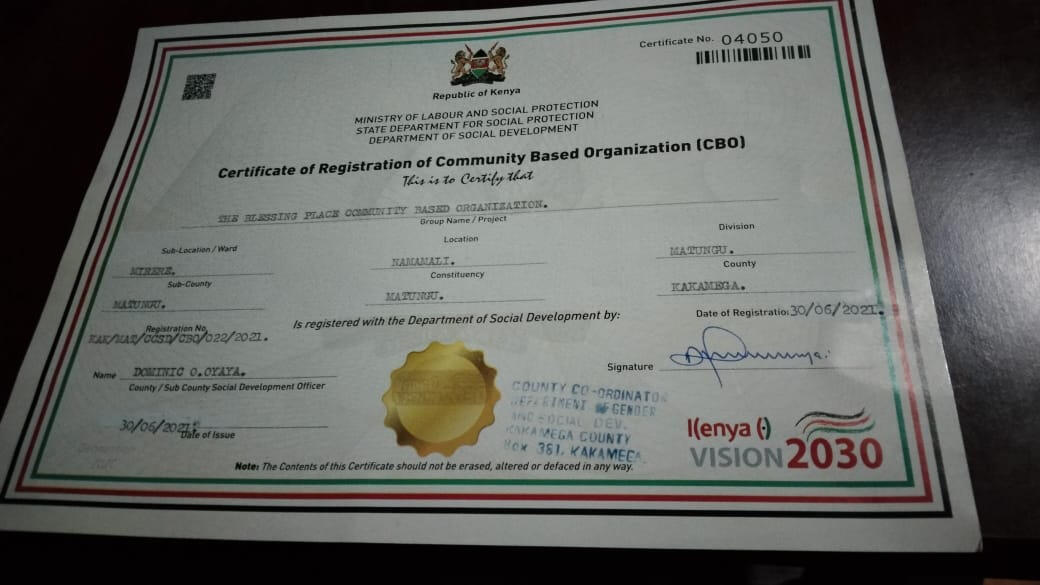 Certificate No. 04050
Republic of Kenya
MINISTRY OF LABOUR AND SOCIAL PROTECTION
STATE DEPARTMENT FOR SOCIAL PROTECTION
DEPARTMENT OF SOCIAL DEVELOPMENT
Certificate of Registration of Community Based Organization (CBO)
This is to Certify that
THE BLESSING PLACE COMMUNITY BASED ORGANIZATION.
Group Name / Project
Sub-Location / Ward Location Division
MIRERE. NAMAMALI. MATUNGU.
Sub-County Constituency County
MATUNGU. MATUNGU. KAKAMEGA.
Registration No.
KAK/MAT/CCSD/CBO/022/2021.
Is registered with the Department of Social Development by:
Date of Registratio: 30/06/2021.
Name DOMINIC O.OYAYA.
County / Sub County Social Development Officer
Signature
30/06/2021
Date of Issue
COUNTY CO-ORDINATOR
DEPARTMENT OF GENDER
AND SOCIAL DEV.
KAKAMEGA COUNTY
Box 381, KAKAMEGA.
Kenya
VISION 2030
Note: The Contents of this Certificate should not be erased, altered or defaced in any way.